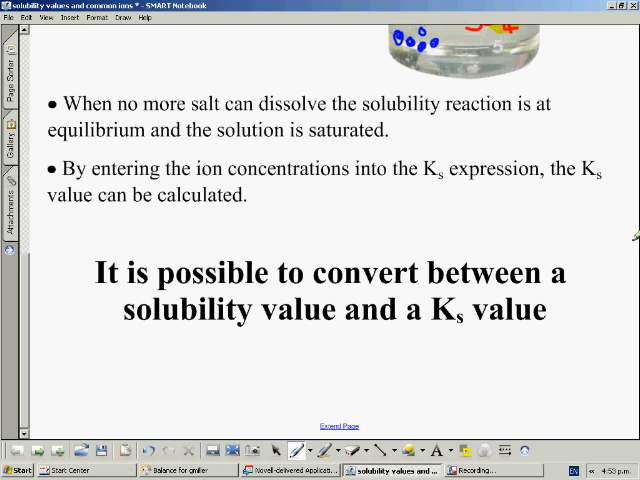 solubility values and common ions * - SMART Notebook
File Edit View Insert Format Draw Help
Page Sorter
Gallery
Attachments
5
• When no more salt can dissolve the solubility reaction is at
equilibrium and the solution is saturated.
• By entering the ion concentrations into the Ks expression, the Ks
value can be calculated.
It is possible to convert between a
solubility value and a Ks value
Extend Page
Start Start Center Balance for gmiller Novell-delivered Applicati... solubility values and ... Recording... EN « 4:53 p.m.